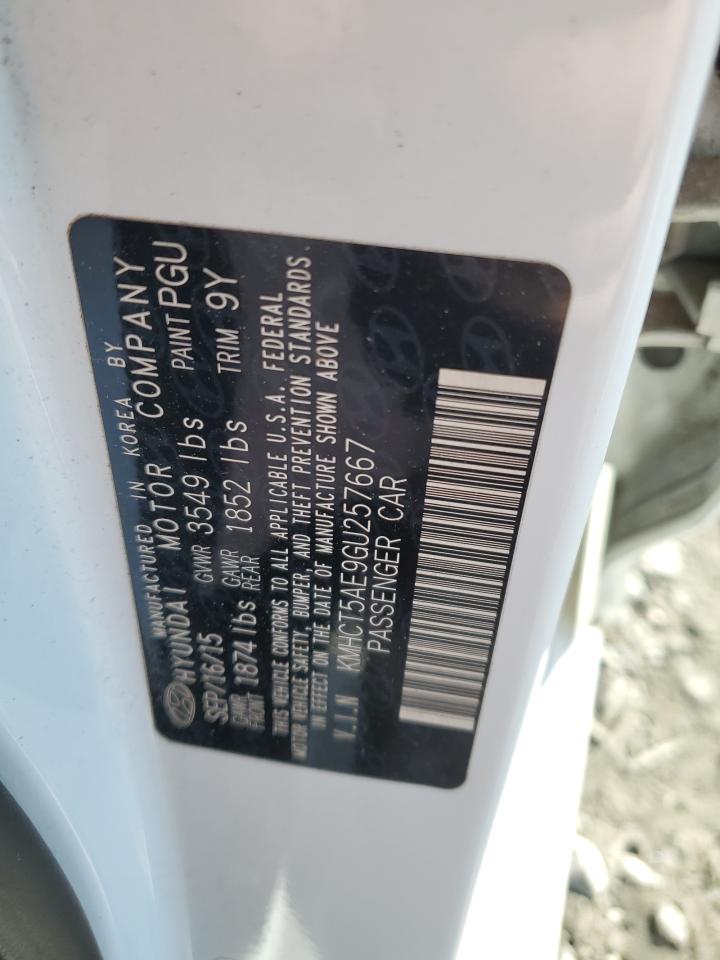 MANUFACTURED IN KOREA BY
HYUNDAI MOTOR COMPANY
SEP/16/15 GVWR 3549 lbs PAINT PGU
GAWR FRONT 1874 lbs GAWR REAR 1852 lbs TRIM 9Y
THIS VEHICLE CONFORMS TO ALL APPLICABLE U.S.A. FEDERAL
MOTOR VEHICLE SAFETY, BUMPER, AND THEFT PREVENTION STANDARDS
IN EFFECT ON THE DATE OF MANUFACTURE SHOWN ABOVE
V.I.N KMHCT5AE9GU257667
PASSENGER CAR